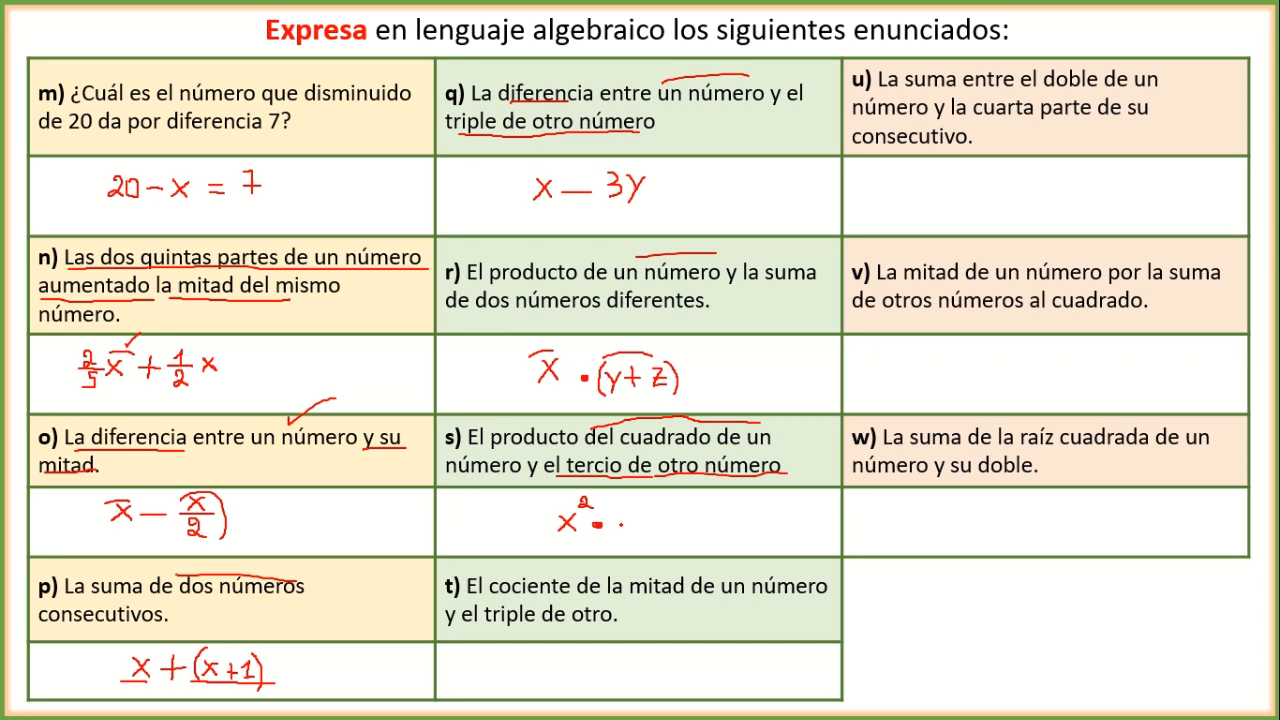 Expresa en lenguaje algebraico los siguientes enunciados:
m) ¿Cuál es el número que disminuido
de 20 da por diferencia 7?
20 - x = 7
n) Las dos quintas partes de un número
aumentado la mitad del mismo
número.
2/5 x + 1/2 x
o) La diferencia entre un número y su
mitad.
x - x/2
p) La suma de dos números
consecutivos.
x + (x+1)
q) La diferencia entre un número y el
triple de otro número
x - 3y
r) El producto de un número y la suma
de dos números diferentes.
x · (y + z)
s) El producto del cuadrado de un
número y el tercio de otro número
x² ·
t) El cociente de la mitad de un número
y el triple de otro.
u) La suma entre el doble de un
número y la cuarta parte de su
consecutivo.
v) La mitad de un número por la suma
de otros números al cuadrado.
w) La suma de la raíz cuadrada de un
número y su doble.